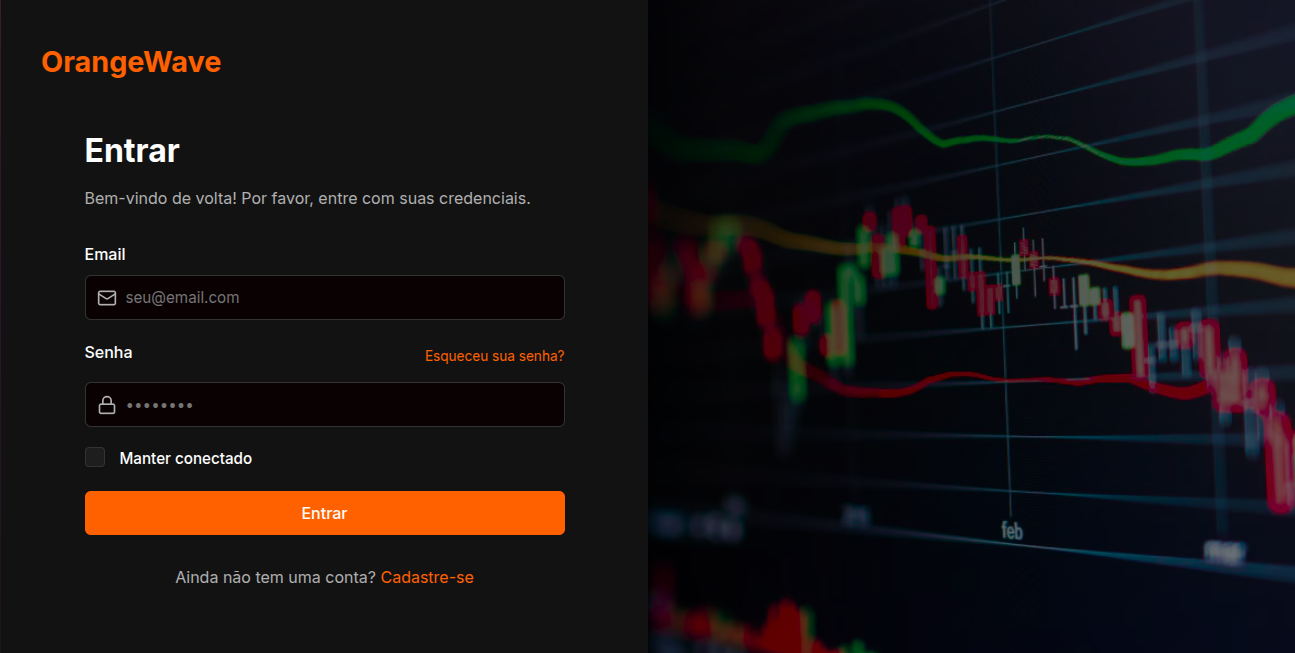 OrangeWave
Entrar
Bem-vindo de volta! Por favor, entre com suas credenciais.
Email
seu@email.com
Senha
Esqueceu sua senha?
••••••••
Manter conectado
Entrar
Ainda não tem uma conta? Cadastre-se
feb